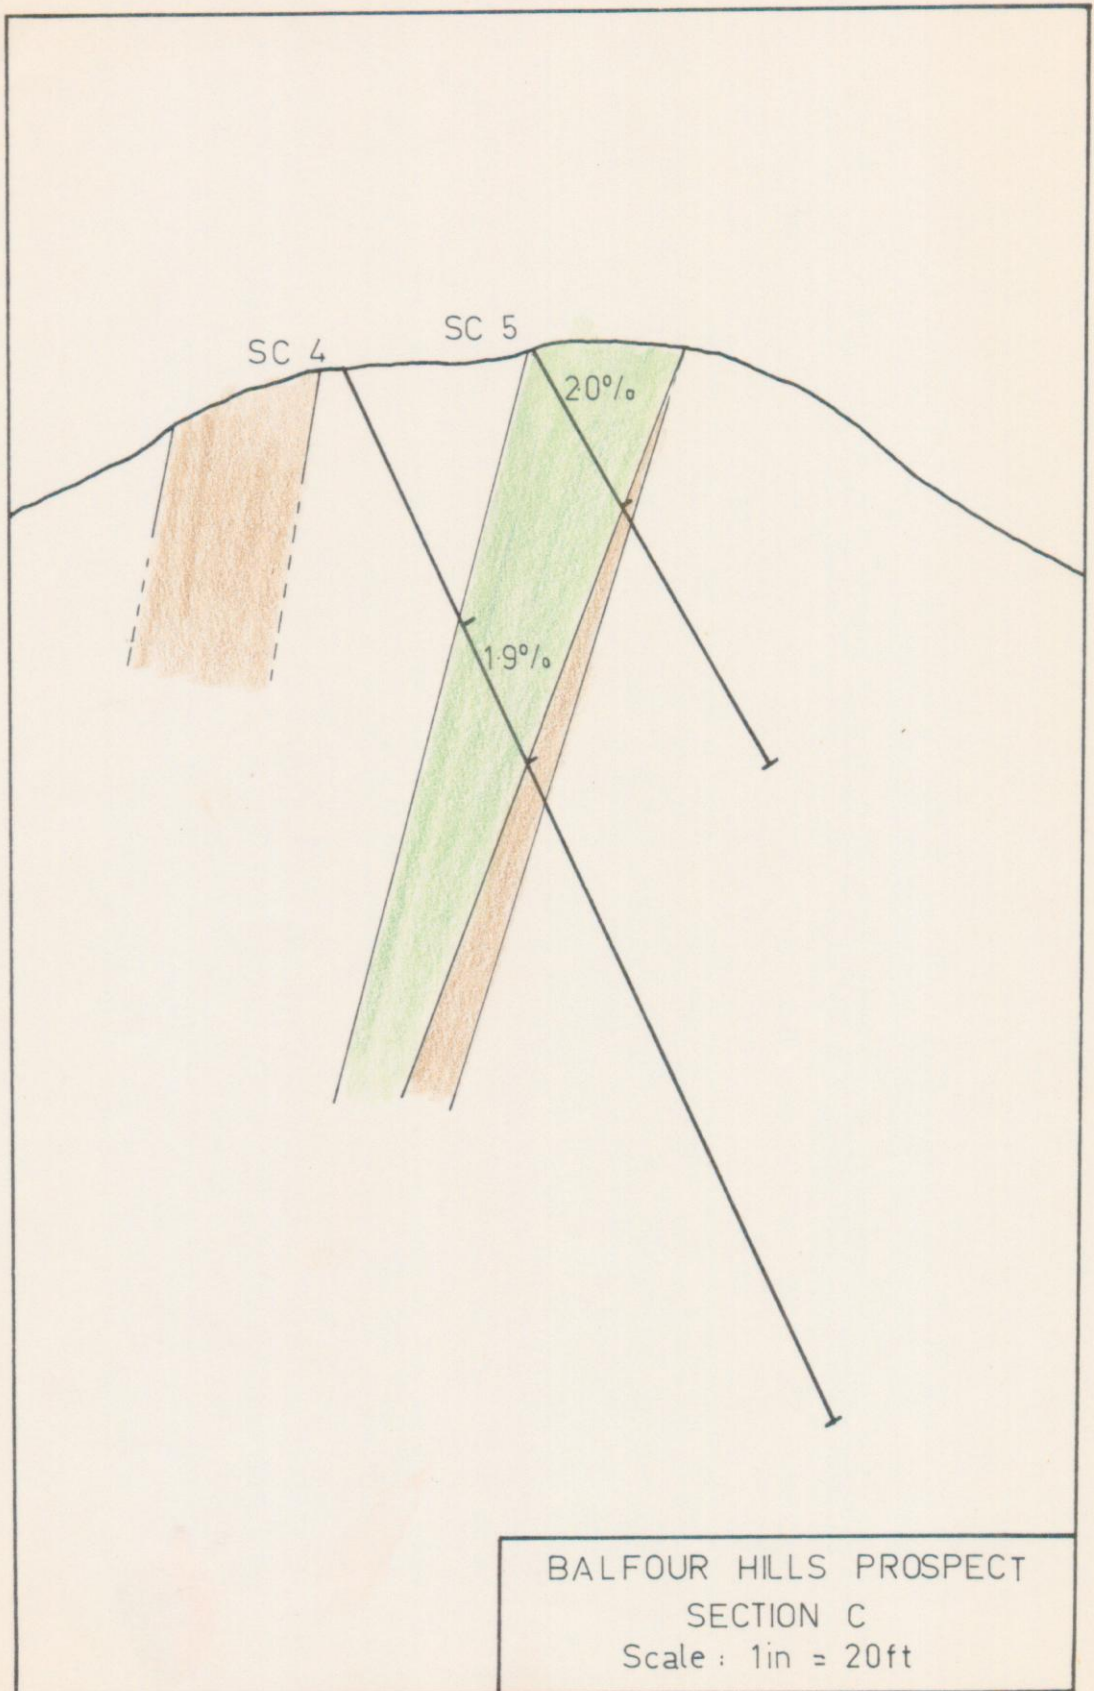 SC 4
SC 5
2·0%
1·9%
BALFOUR HILLS PROSPECT
SECTION C
Scale : 1in = 20ft